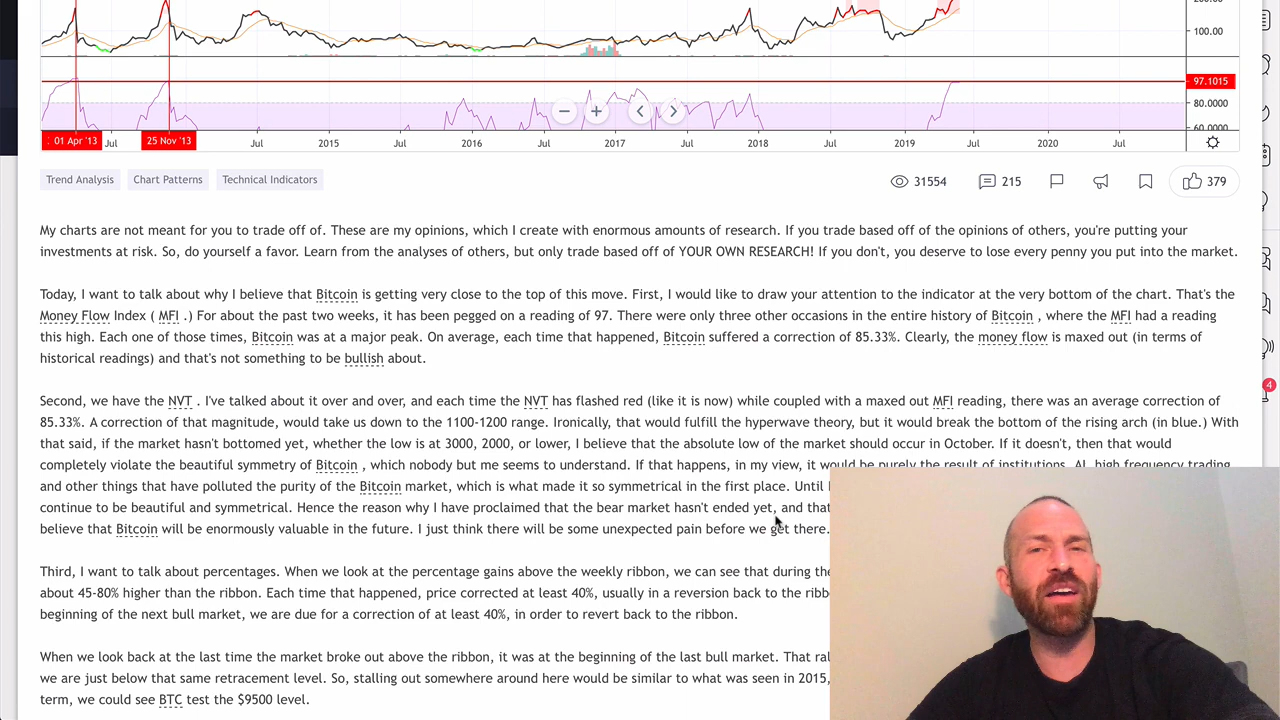 100.00
97.1015
80.0000
60.0000
01 Apr '13 Jul 25 Nov '13 Jul 2015 Jul 2016 Jul 2017 Jul 2018 Jul 2019 Jul 2020 Jul
Trend Analysis Chart Patterns Technical Indicators 31554 215 379
My charts are not meant for you to trade off of. These are my opinions, which I create with enormous amounts of research. If you trade based off of the opinions of others, you're putting your
investments at risk. So, do yourself a favor. Learn from the analyses of others, but only trade based off of YOUR OWN RESEARCH! If you don't, you deserve to lose every penny you put into the market.
Today, I want to talk about why I believe that Bitcoin is getting very close to the top of this move. First, I would like to draw your attention to the indicator at the very bottom of the chart. That's the
Money Flow Index ( MFI .) For about the past two weeks, it has been pegged on a reading of 97. There were only three other occasions in the entire history of Bitcoin , where the MFI had a reading
this high. Each one of those times, Bitcoin was at a major peak. On average, each time that happened, Bitcoin suffered a correction of 85.33%. Clearly, the money flow is maxed out (in terms of
historical readings) and that's not something to be bullish about.
Second, we have the NVT . I've talked about it over and over, and each time the NVT has flashed red (like it is now) while coupled with a maxed out MFI reading, there was an average correction of
85.33%. A correction of that magnitude, would take us down to the 1100-1200 range. Ironically, that would fulfill the hyperwave theory, but it would break the bottom of the rising arch (in blue.) With
that said, if the market hasn't bottomed yet, whether the low is at 3000, 2000, or lower, I believe that the absolute low of the market should occur in October. If it doesn't, then that would
completely violate the beautiful symmetry of Bitcoin , which nobody but me seems to understand. If that happens, in my view, it would be purely the result of institutions, AI, high frequency trading
and other things that have polluted the purity of the Bitcoin market, which is what made it so symmetrical in the first place. Until
continue to be beautiful and symmetrical. Hence the reason why I have proclaimed that the bear market hasn't ended yet, and that
believe that Bitcoin will be enormously valuable in the future. I just think there will be some unexpected pain before we get there.
Third, I want to talk about percentages. When we look at the percentage gains above the weekly ribbon, we can see that during the
about 45-80% higher than the ribbon. Each time that happened, price corrected at least 40%, usually in a reversion back to the
beginning of the next bull market, we are due for a correction of at least 40%, in order to revert back to the ribbon.
When we look back at the last time the market broke out above the ribbon, it was at the beginning of the last bull market. That
we are just below that same retracement level. So, stalling out somewhere around here would be similar to what was seen in 2015,
term, we could see BTC test the $9500 level.
4